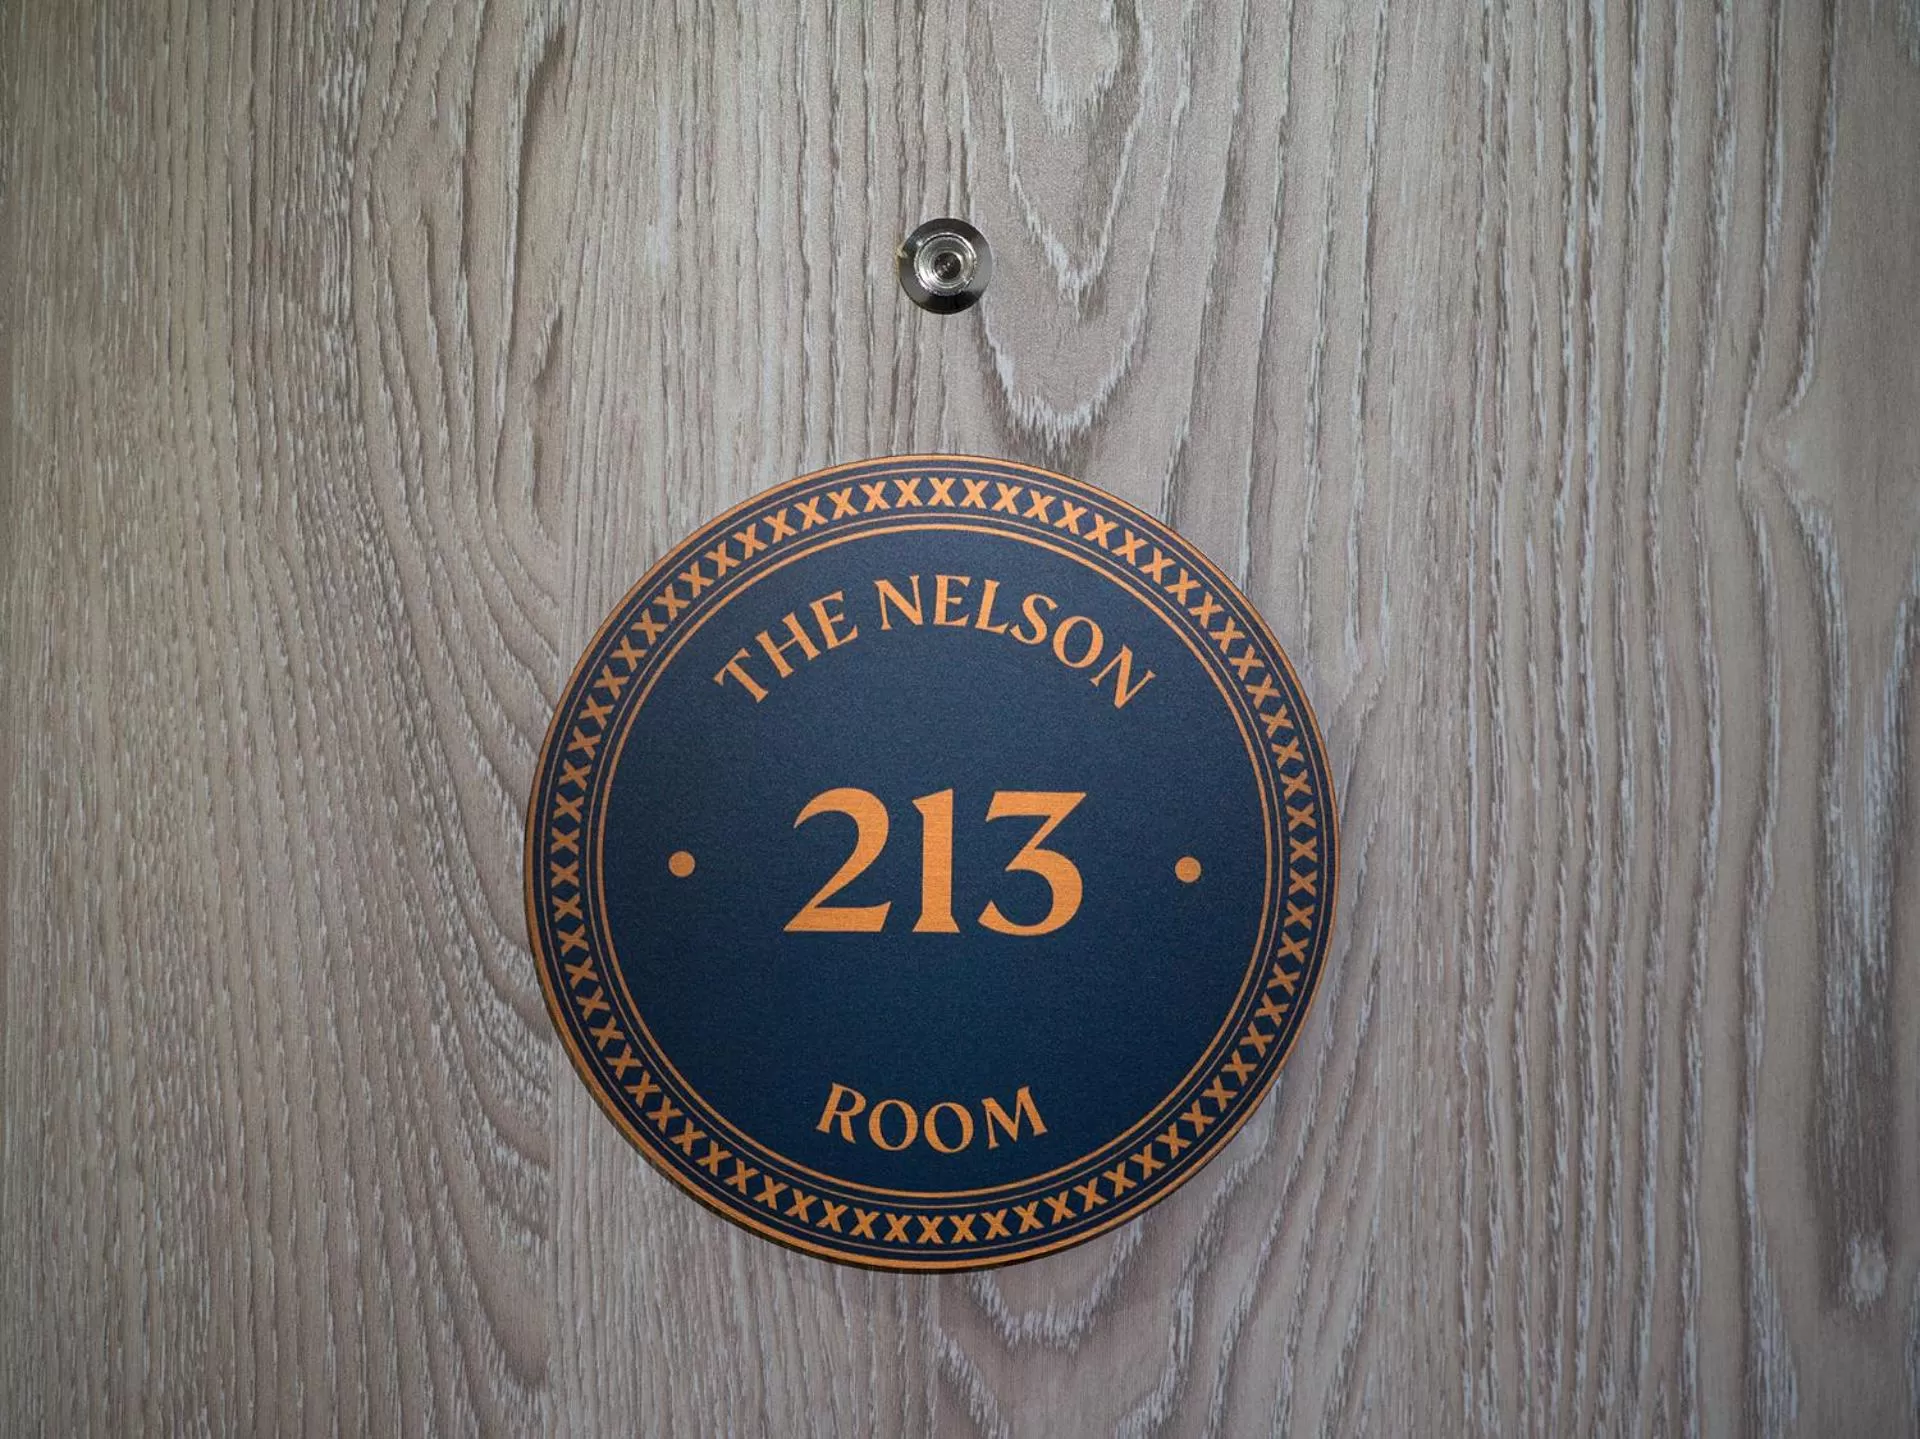 THE NELSON
• 213 •
ROOM